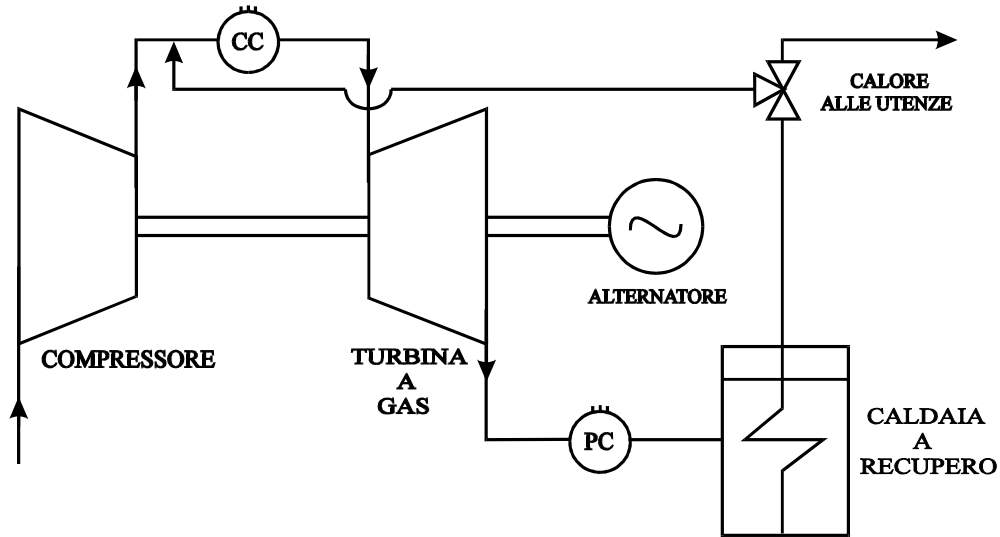 CC
CALORE
ALLE UTENZE
ALTERNATORE
COMPRESSORE
TURBINA
A
GAS
PC
CALDAIA
A
RECUPERO